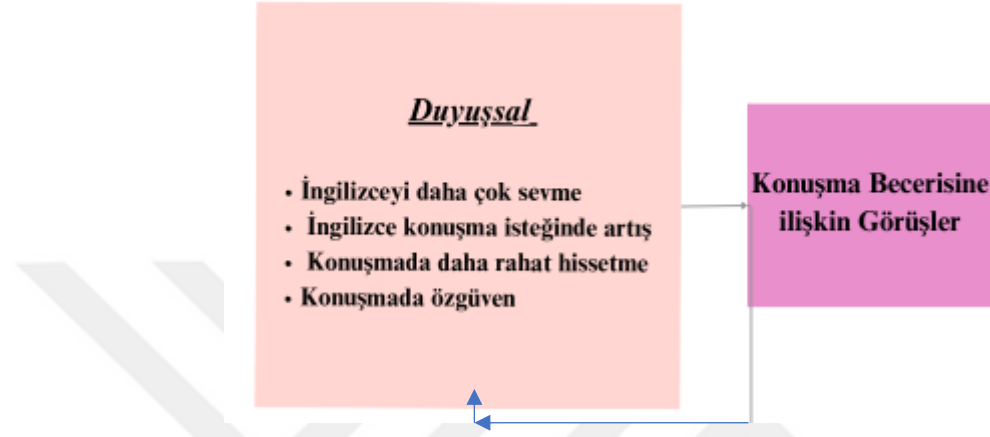 Duyuşsal
• İngilizceyi daha çok sevme
• İngilizce konuşma isteğinde artış
• Konuşmada daha rahat hissetme
• Konuşmada özgüven
Konuşma Becerisine
ilişkin Görüşler